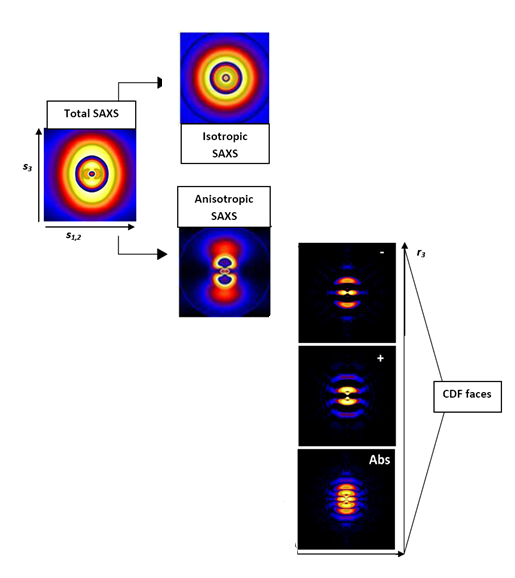 Total SAXS
Isotropic
SAXS
s3
Anisotropic
SAXS
s1,2
-
r3
+
CDF faces
Abs